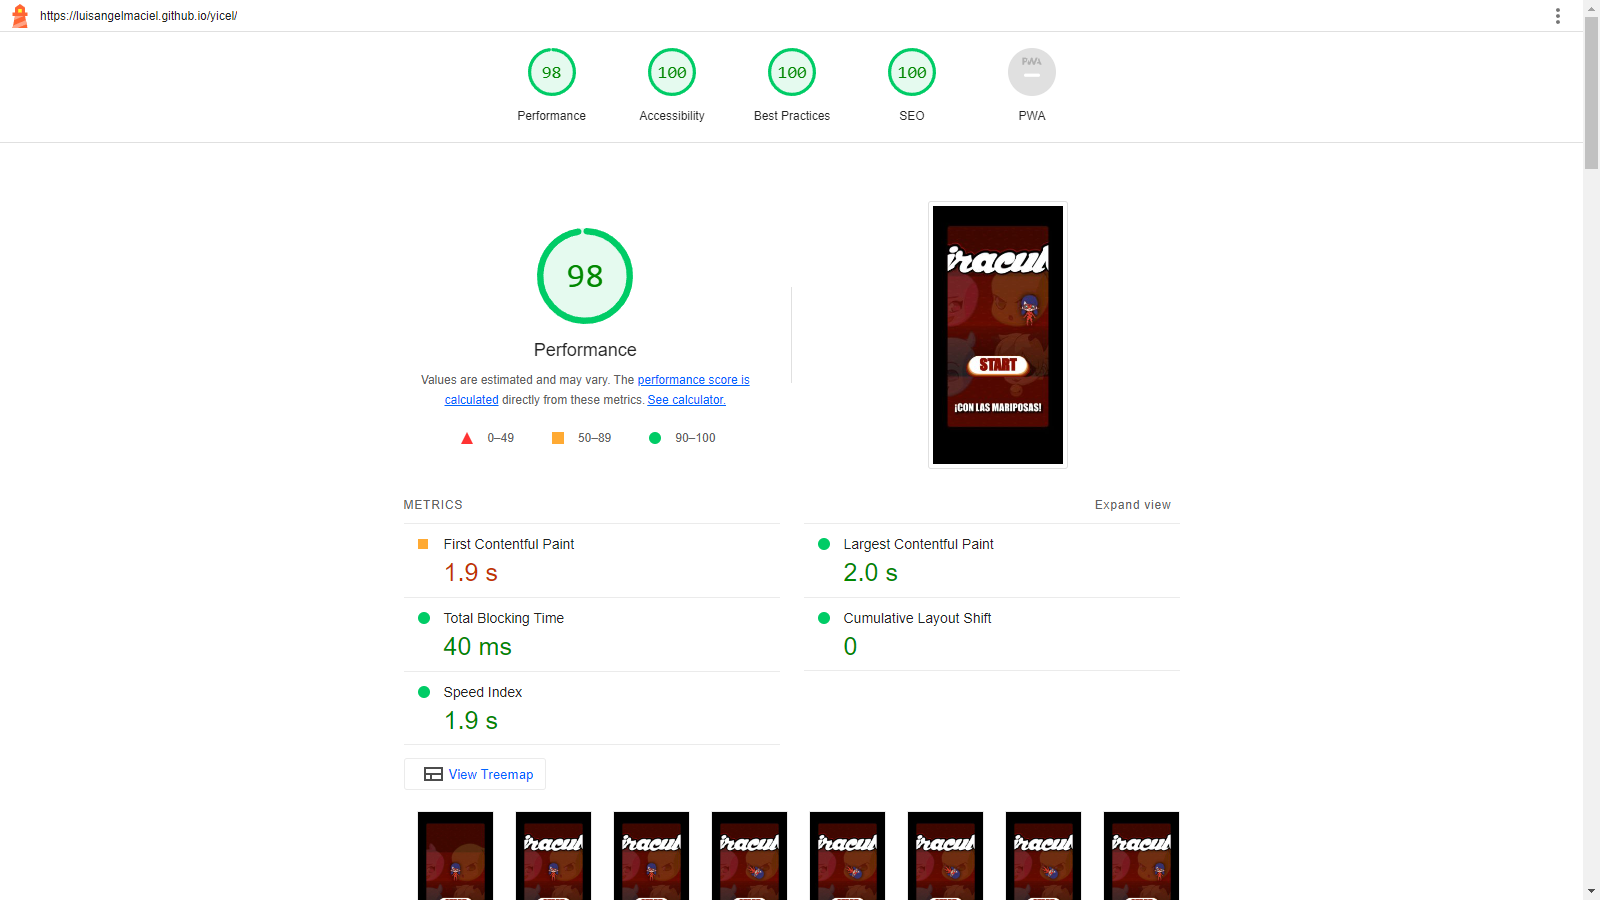 https://luisangelmaciel.github.io/yicel/
98
100
100
100
PWA
Performance
Accessibility
Best Practices
SEO
PWA
98
Performance
Values are estimated and may vary. The performance score is
calculated directly from these metrics. See calculator.
0–49
50–89
90–100
iracul
START
¡CON LAS MARIPOSAS!
METRICS
Expand view
First Contentful Paint
1.9 s
Largest Contentful Paint
2.0 s
Total Blocking Time
40 ms
Cumulative Layout Shift
0
Speed Index
1.9 s
View Treemap
iracul
iracul
iracul
iracul
iracul
iracul
iracul